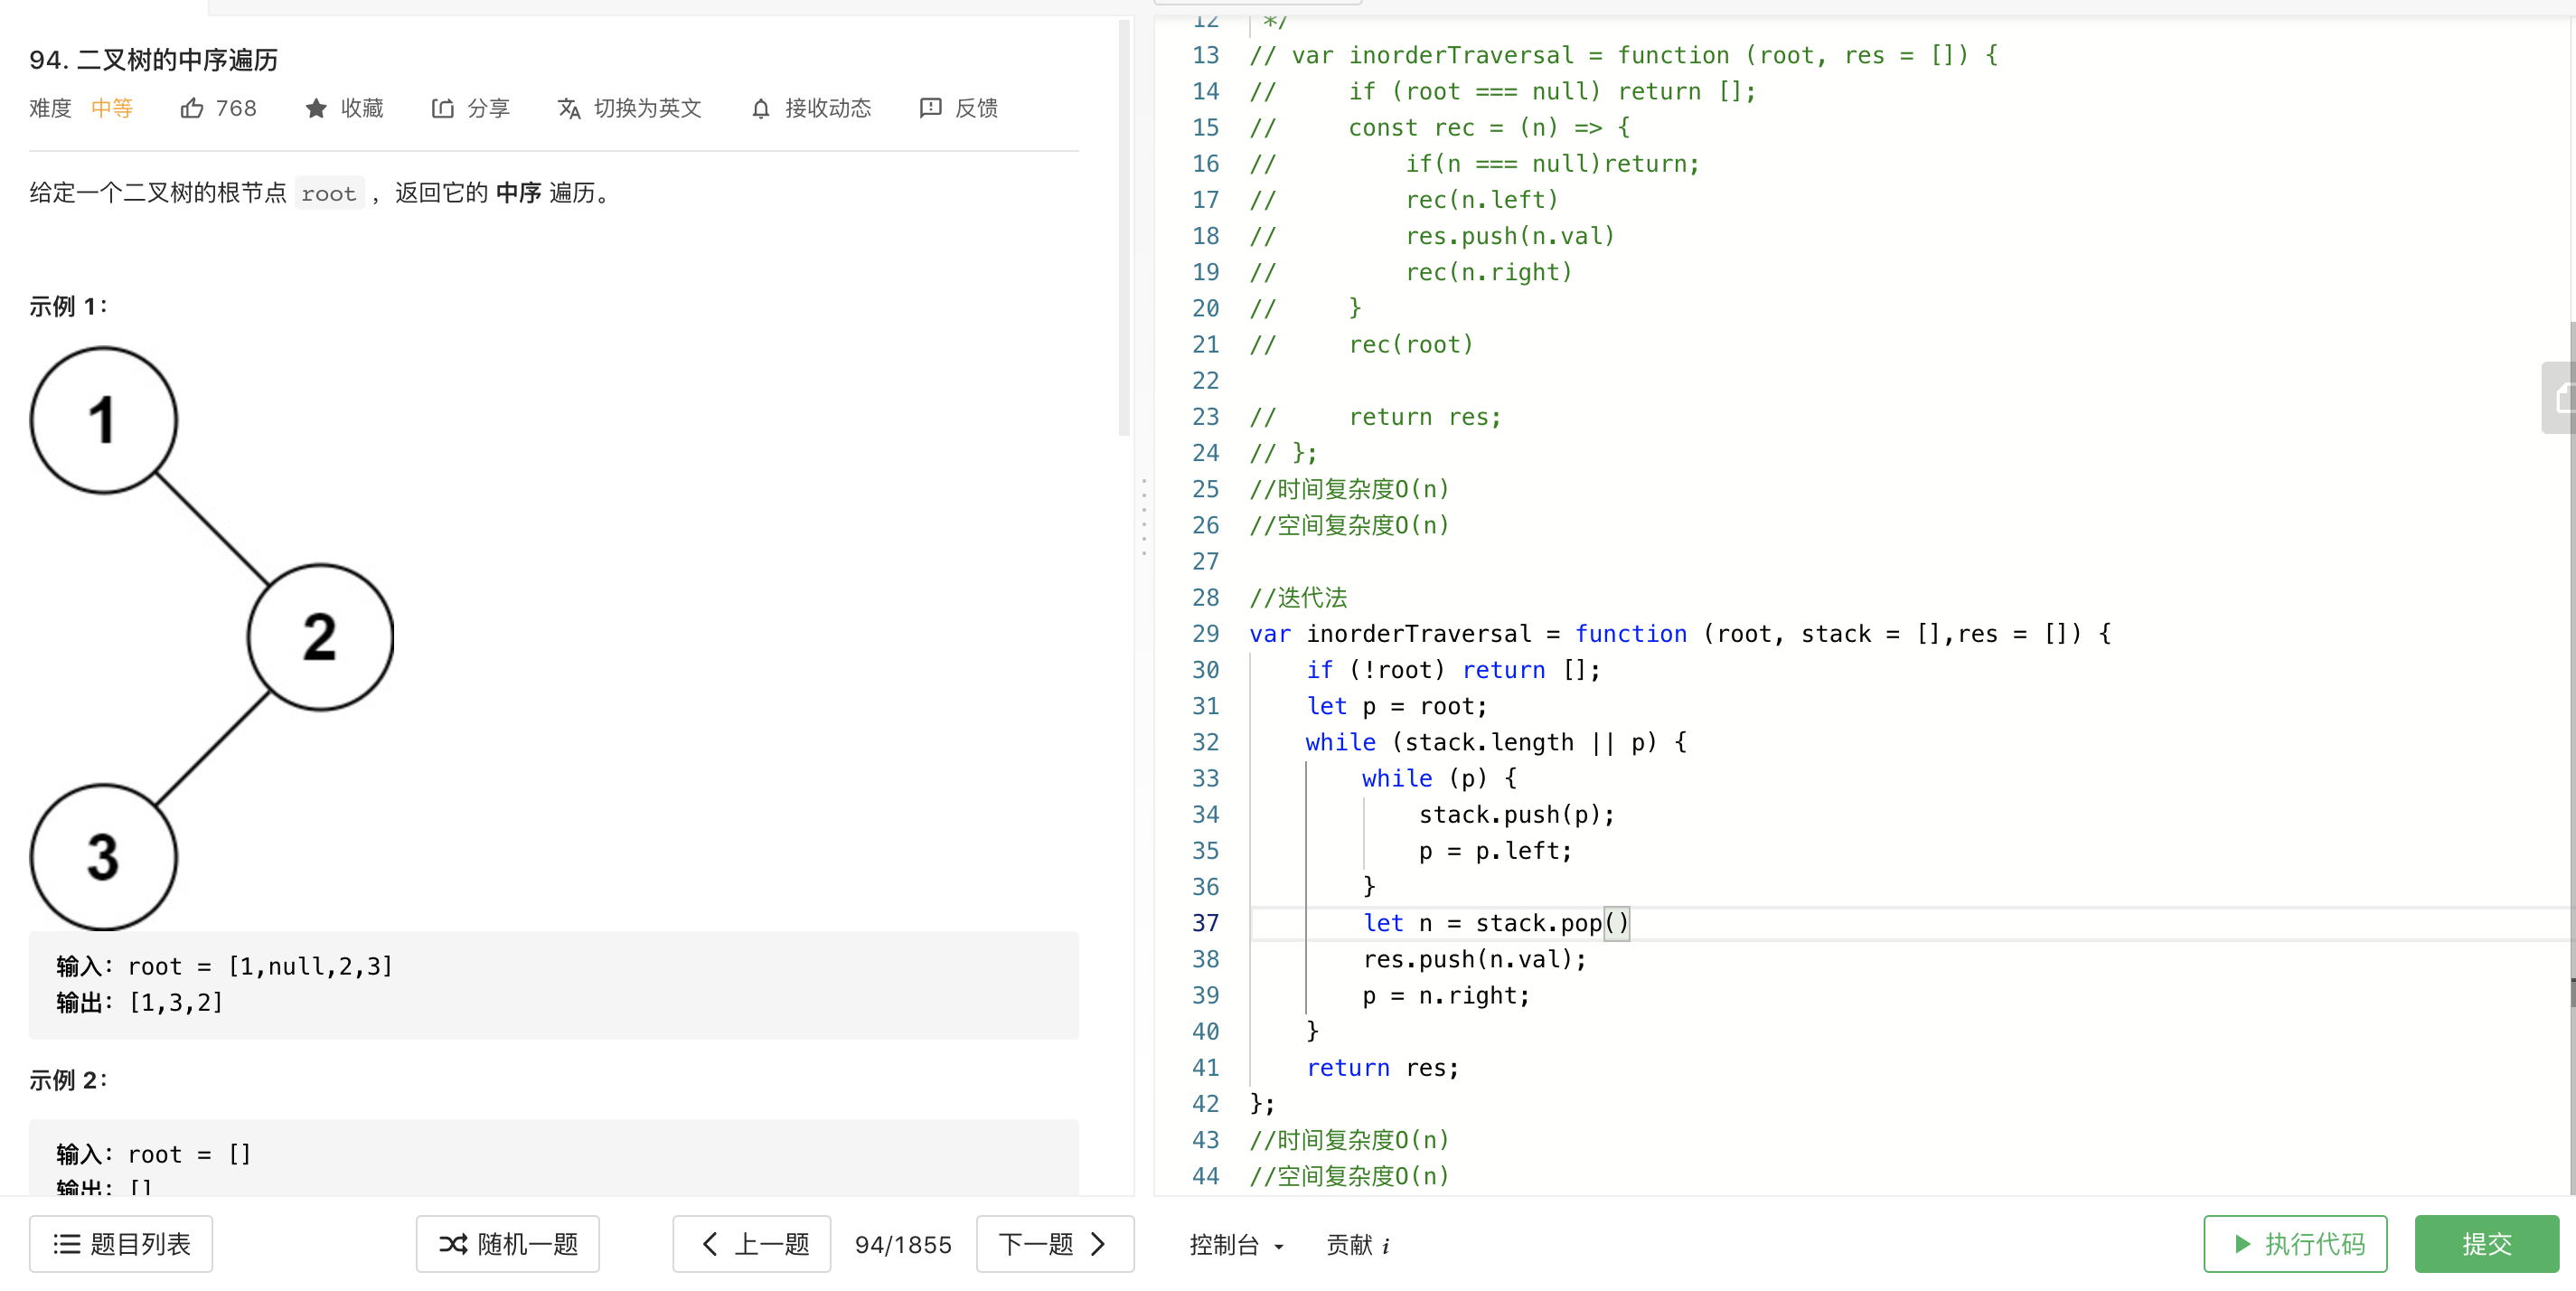 94. 二叉树的中序遍历
难度 中等 768 收藏 分享 切换为英文 接收动态 反馈
给定一个二叉树的根节点 root ，返回它的 中序 遍历。
示例 1：
1
2
3
输入：root = [1,null,2,3]
输出：[1,3,2]
示例 2：
输入：root = []
输出：[]
题目列表 随机一题 上一题 94/1855 下一题
12 */
13 // var inorderTraversal = function (root, res = []) {
14 //     if (root === null) return [];
15 //     const rec = (n) => {
16 //         if(n === null)return;
17 //         rec(n.left)
18 //         res.push(n.val)
19 //         rec(n.right)
20 //     }
21 //     rec(root)
22
23 //     return res;
24 // };
25 //时间复杂度O(n)
26 //空间复杂度O(n)
27
28 //迭代法
29 var inorderTraversal = function (root, stack = [],res = []) {
30     if (!root) return [];
31     let p = root;
32     while (stack.length || p) {
33         while (p) {
34             stack.push(p);
35             p = p.left;
36         }
37         let n = stack.pop()
38         res.push(n.val);
39         p = n.right;
40     }
41     return res;
42 };
43 //时间复杂度O(n)
44 //空间复杂度O(n)
控制台 贡献 i 执行代码 提交